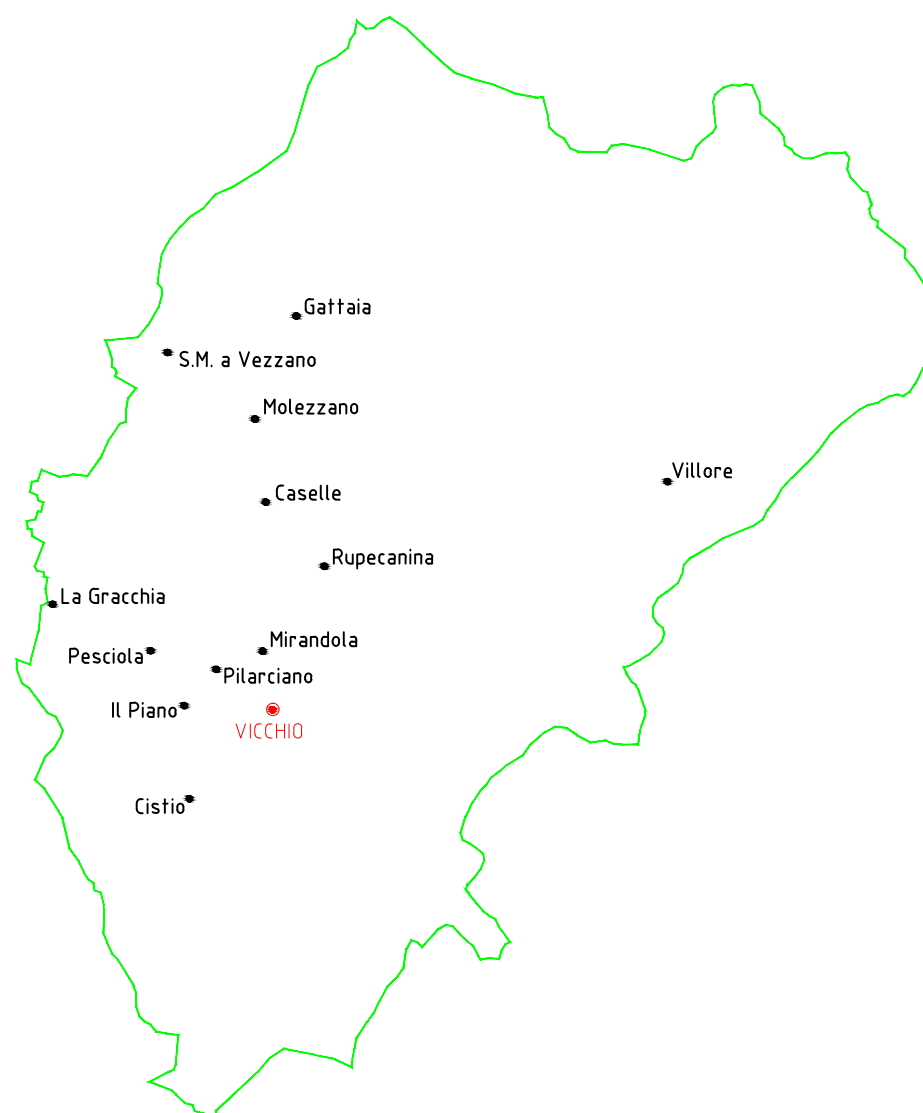 Gattaia
S.M. a Vezzano
Molezzano
Villore
Caselle
Rupecanina
La Gracchia
Mirandola
Pesciola
Pilarciano
Il Piano
VICCHIO
Cistio